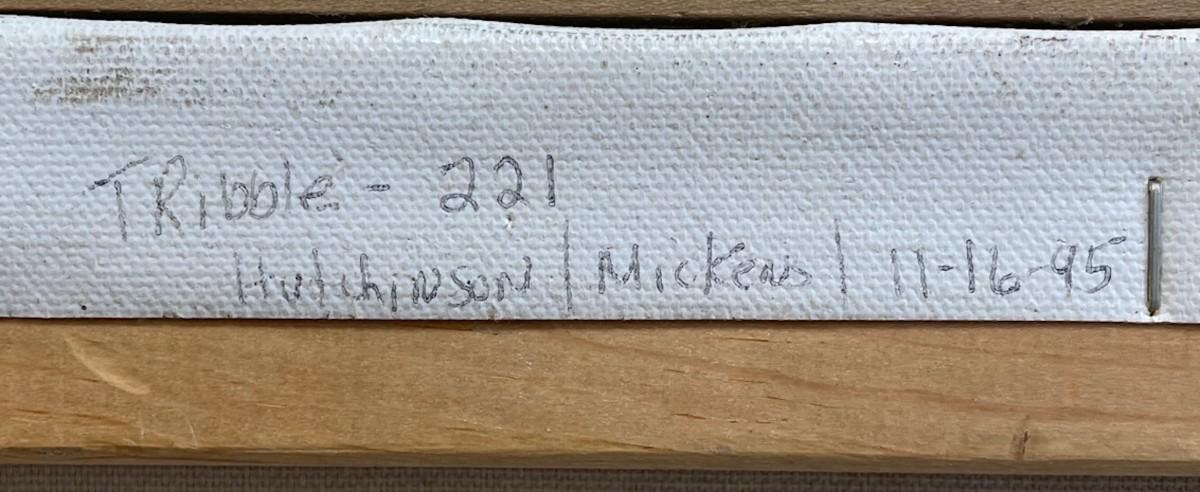 TRibble - 221
Hutchinson | Mickens | 11-16-95